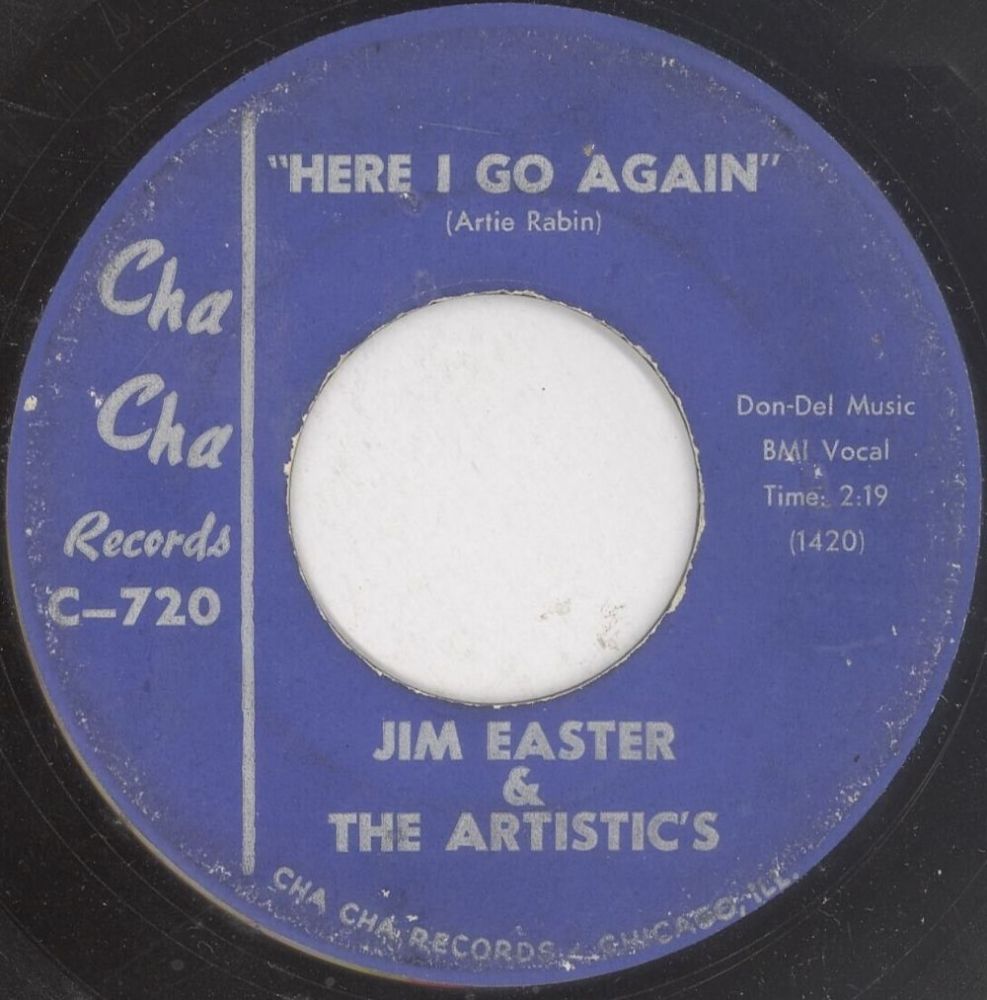 "HERE I GO AGAIN"
(Artie Rabin)
Cha
Cha
Records
C-720
Don-Del Music
BMI Vocal
Time: 2:19
(1420)
JIM EASTER
&
THE ARTISTIC'S
CHA CHA RECORDS — CHICAGO, ILL.